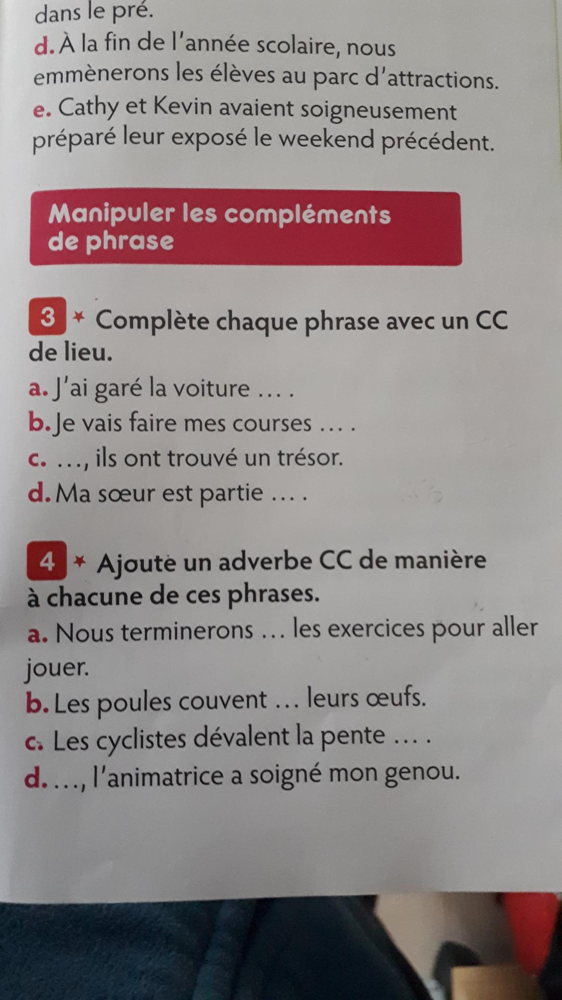 dans le pré.
d. À la fin de l'année scolaire, nous
emmènerons les élèves au parc d'attractions.
e. Cathy et Kevin avaient soigneusement
préparé leur exposé le weekend précédent.
Manipuler les compléments
de phrase
3 * Complète chaque phrase avec un CC
de lieu.
a. J'ai garé la voiture ... .
b. Je vais faire mes courses ... .
c. ..., ils ont trouvé un trésor.
d. Ma sœur est partie ... .
4 * Ajoute un adverbe CC de manière
à chacune de ces phrases.
a. Nous terminerons ... les exercices pour aller
jouer.
b. Les poules couvent ... leurs œufs.
c. Les cyclistes dévalent la pente ... .
d. ..., l'animatrice a soigné mon genou.